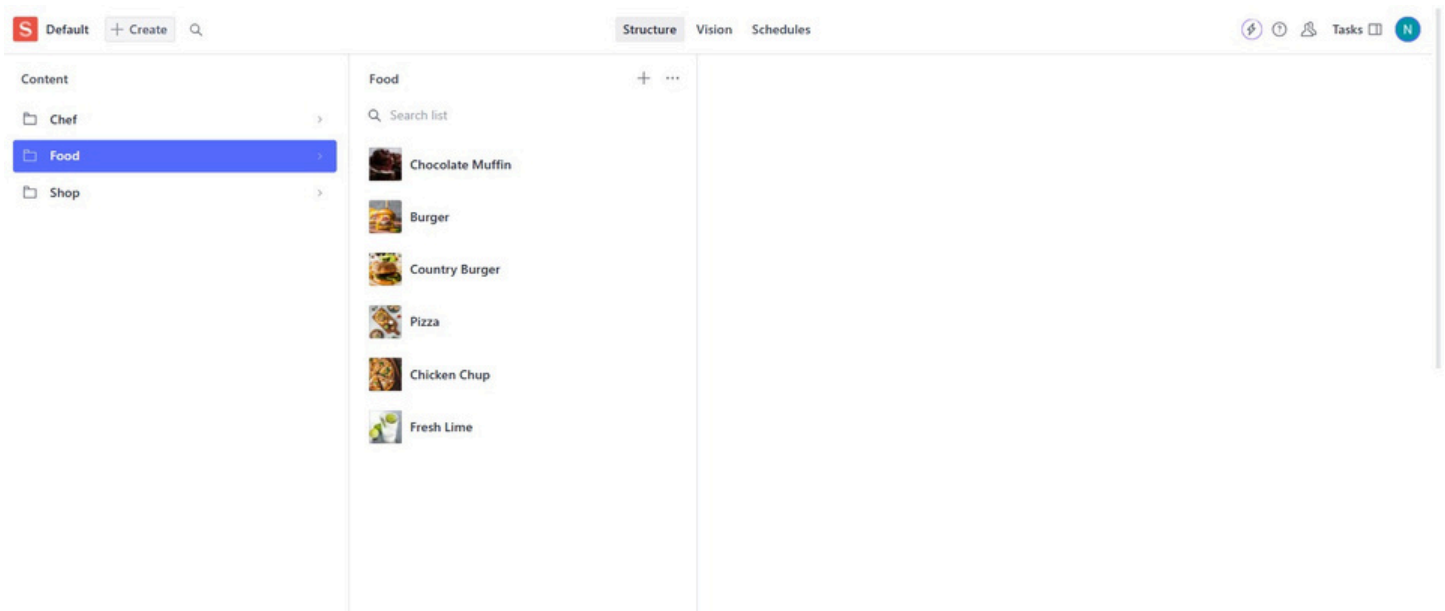 S Default + Create Structure Vision Schedules Tasks N
Content
Chef
Food
Shop
Food
Search list
Chocolate Muffin
Burger
Country Burger
Pizza
Chicken Chup
Fresh Lime